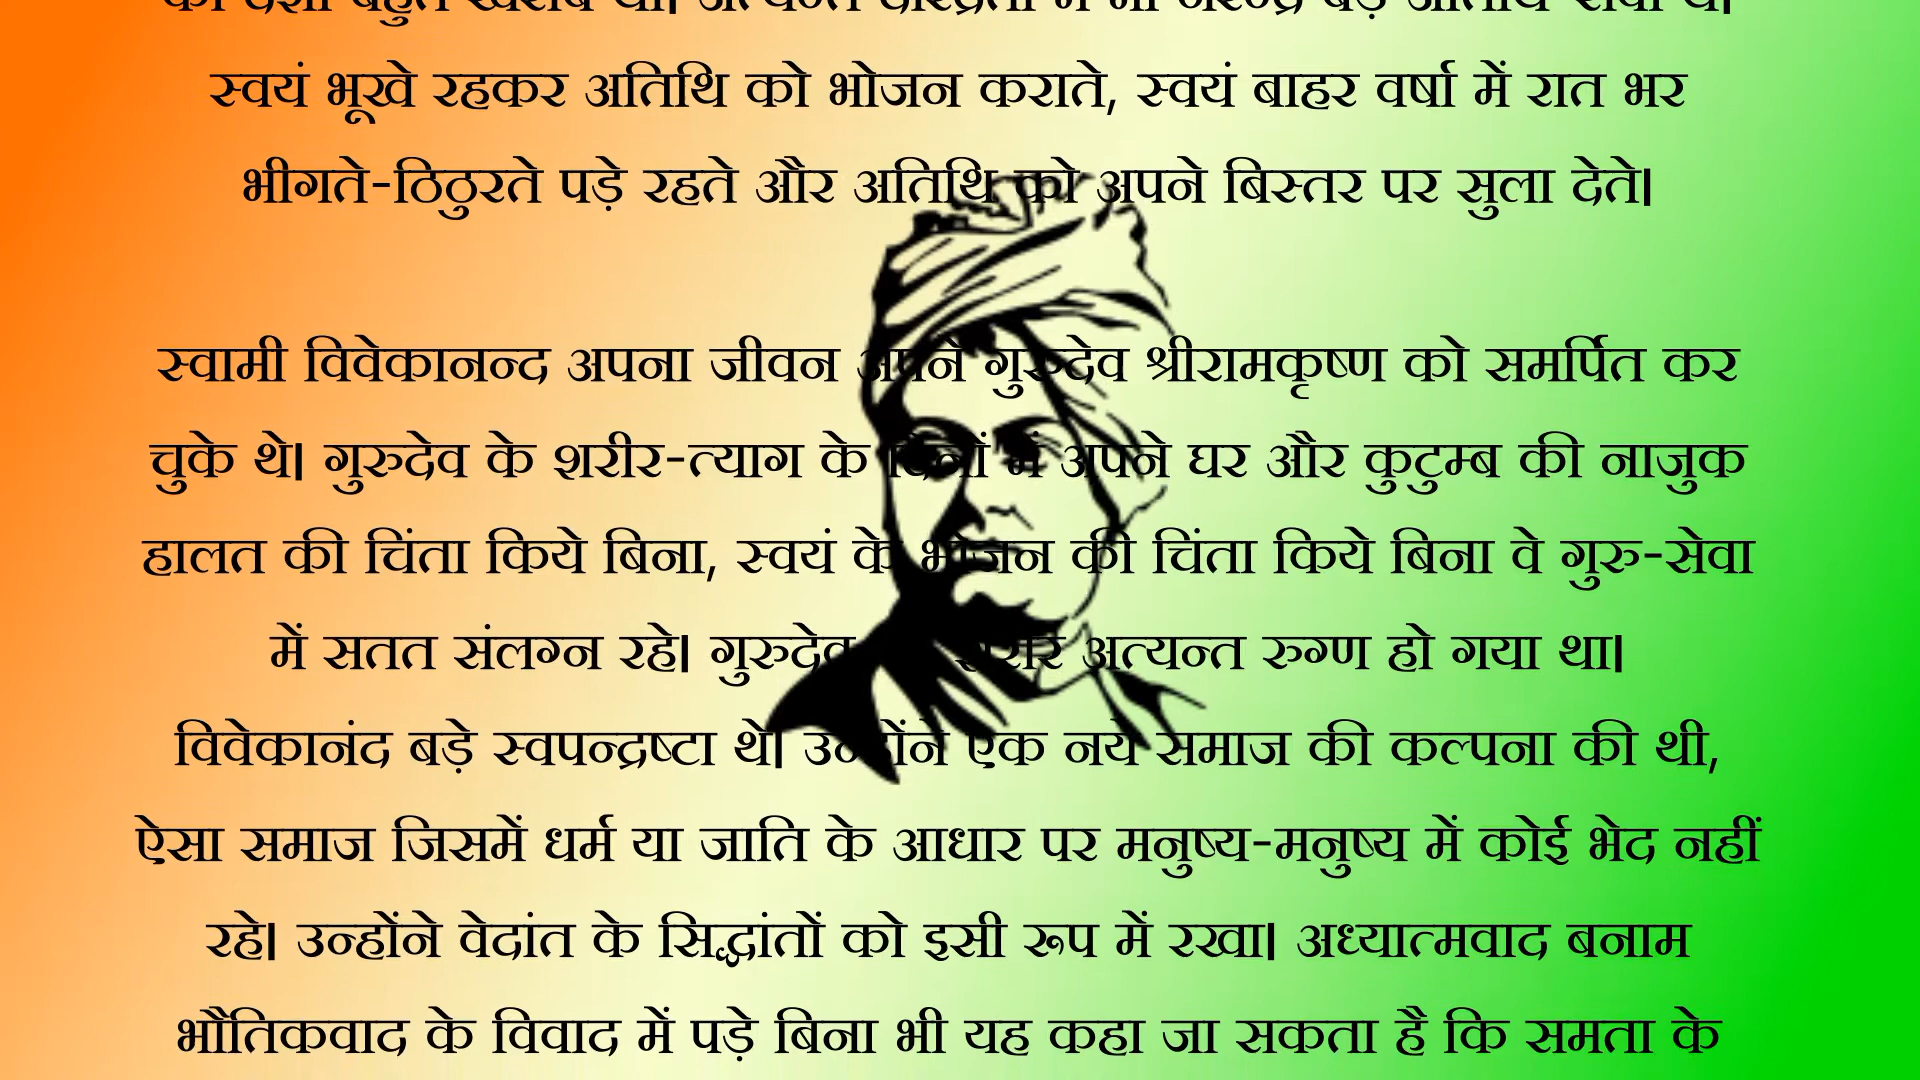 स्वयं भूखे रहकर अतिथि को भोजन कराते, स्वयं बाहर वर्षा में रात भर
भीगते-ठिठुरते पड़े रहते और अतिथि को अपने बिस्तर पर सुला देते।
स्वामी विवेकानन्द अपना जीवन अपने गुरुदेव श्रीरामकृष्ण को समर्पित कर
चुके थे। गुरुदेव के शरीर-त्याग के दिनों में अपने घर और कुटुम्ब की नाजुक
हालत की चिंता किये बिना, स्वयं के भोजन की चिंता किये बिना वे गुरु-सेवा
में सतत संलग्न रहे। गुरुदेव शरीर अत्यन्त रुग्ण हो गया था।
विवेकानंद बड़े स्वपन्द्रष्टा थे। उन्होंने एक नये समाज की कल्पना की थी,
ऐसा समाज जिसमें धर्म या जाति के आधार पर मनुष्य-मनुष्य में कोई भेद नहीं
रहे। उन्होंने वेदांत के सिद्धांतों को इसी रूप में रखा। अध्यात्मवाद बनाम
भौतिकवाद के विवाद में पड़े बिना भी यह कहा जा सकता है कि समता के